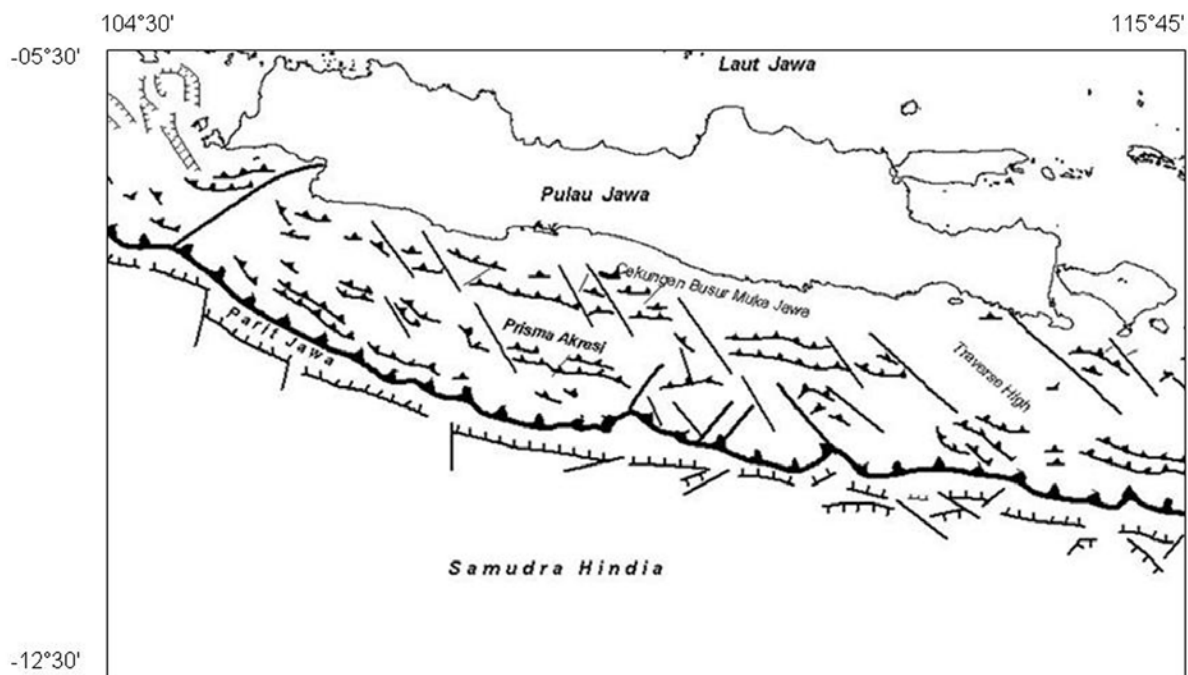 104°30'
115°45'
-05°30'
Laut Jawa
Pulau Jawa
Cekungan Busur Muka Jawa
Prisma Akresi
Parit Jawa
Traverse High
Samudra Hindia
-12°30'